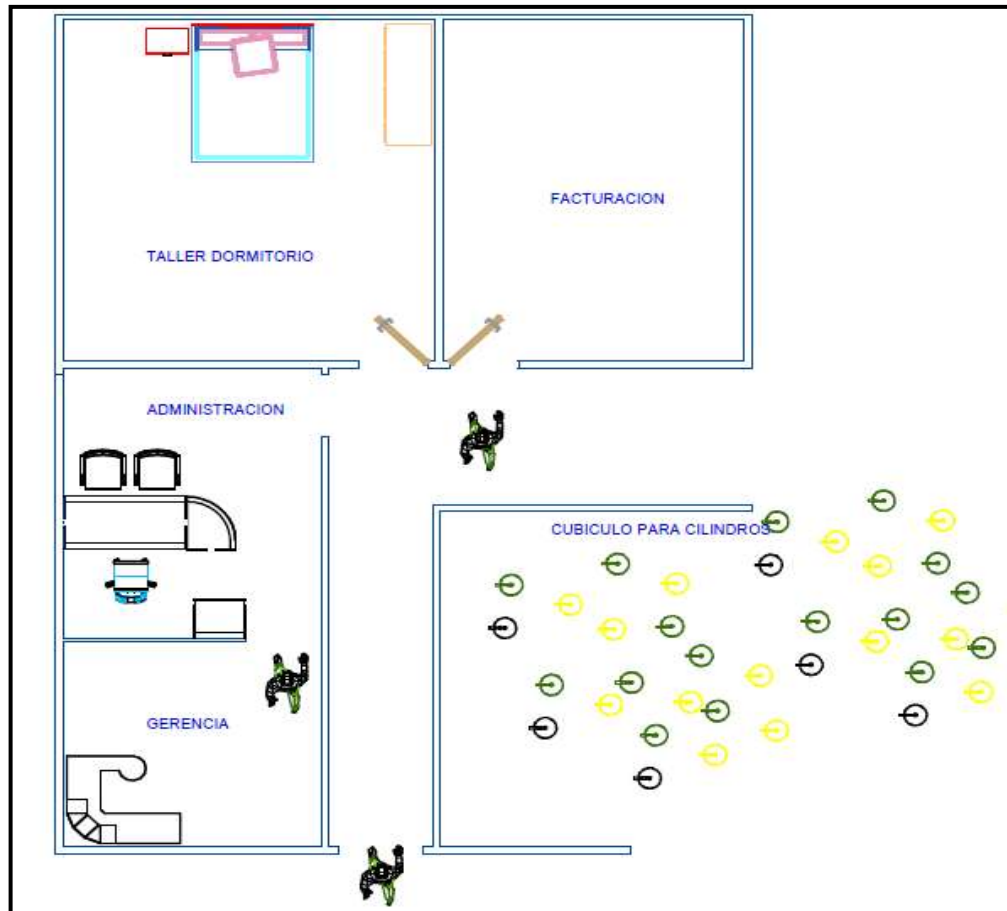 FACTURACION
TALLER DORMITORIO
ADMINISTRACION
CUBICULO PARA CILINDROS
GERENCIA